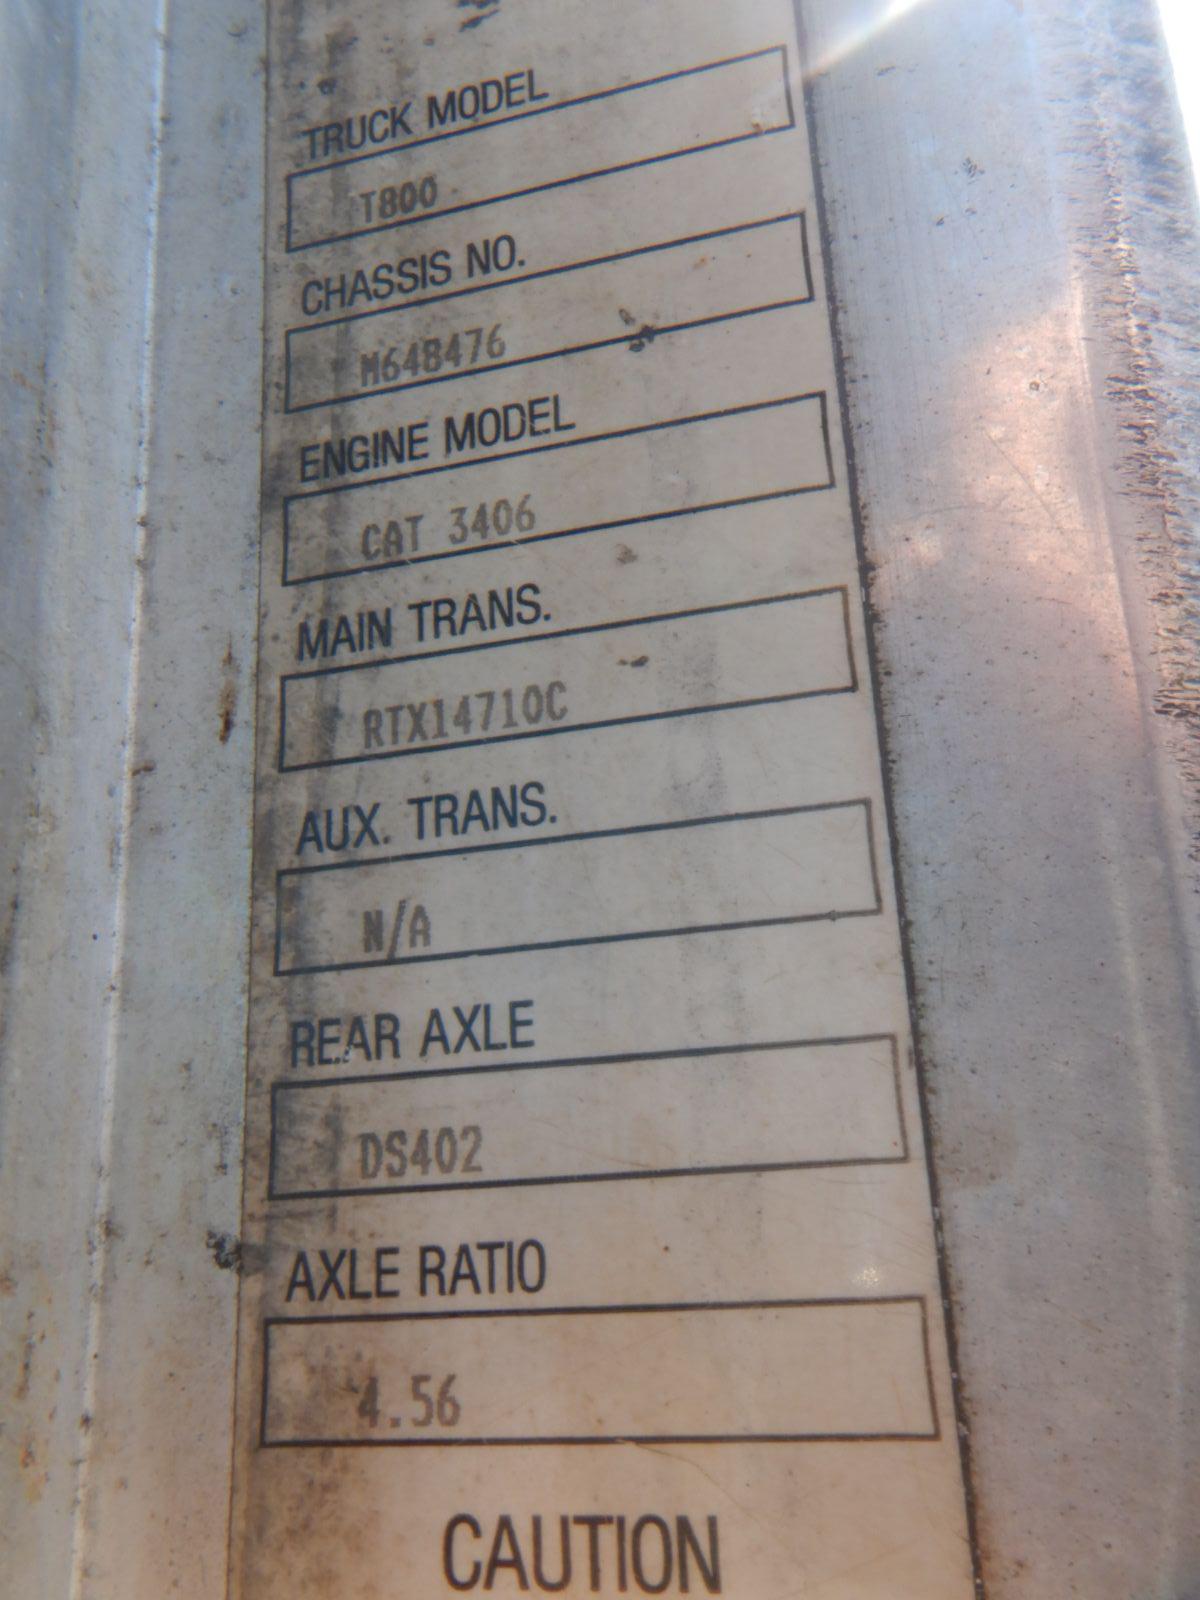 TRUCK MODEL
T800
CHASSIS NO.
M648476
ENGINE MODEL
CAT 3406
MAIN TRANS.
RTX14710C
AUX. TRANS.
N/A
REAR AXLE
DS402
AXLE RATIO
4.56
CAUTION